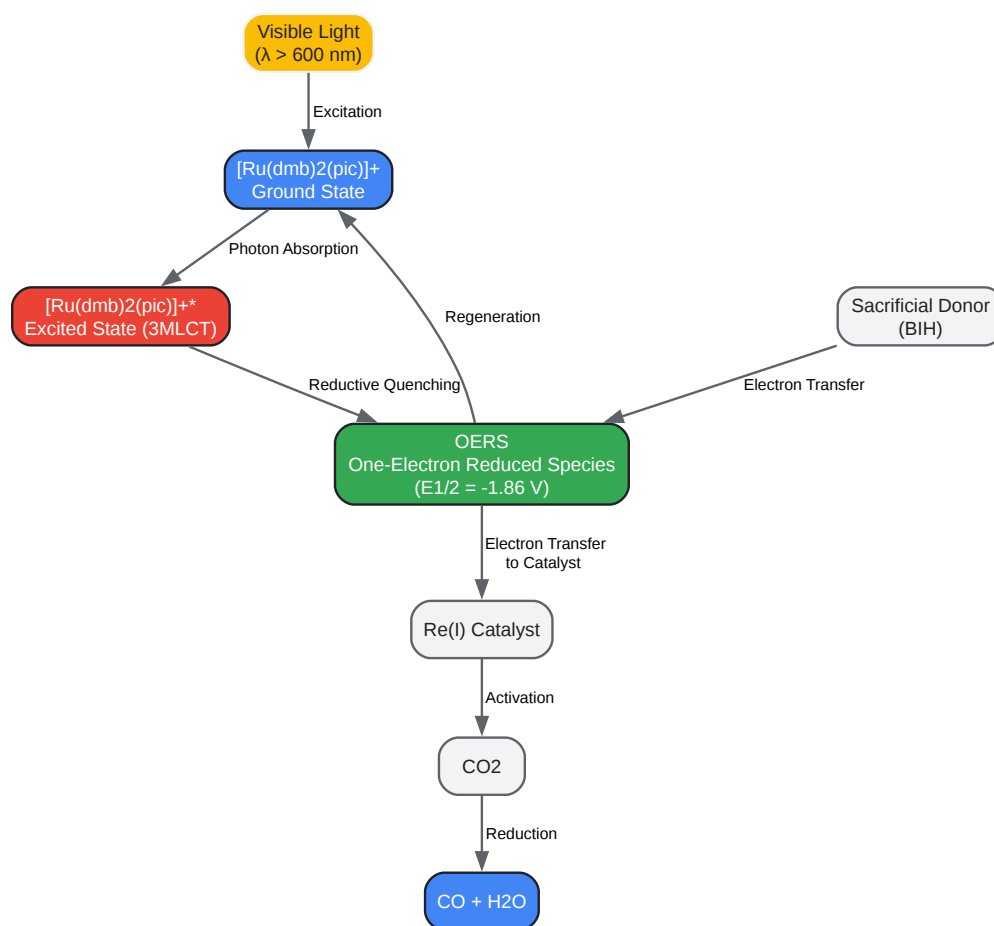 Visible Light
(λ > 600 nm)
Excitation
[Ru(dmb)2(pic)]+
Ground State
Photon Absorption
[Ru(dmb)2(pic)]+*
Excited State (3MLCT)
Regeneration
Sacrificial Donor
(BIH)
Reductive Quenching
Electron Transfer
OERS
One-Electron Reduced Species
(E1/2 = -1.86 V)
Electron Transfer
to Catalyst
Re(I) Catalyst
Activation
CO2
Reduction
CO + H2O